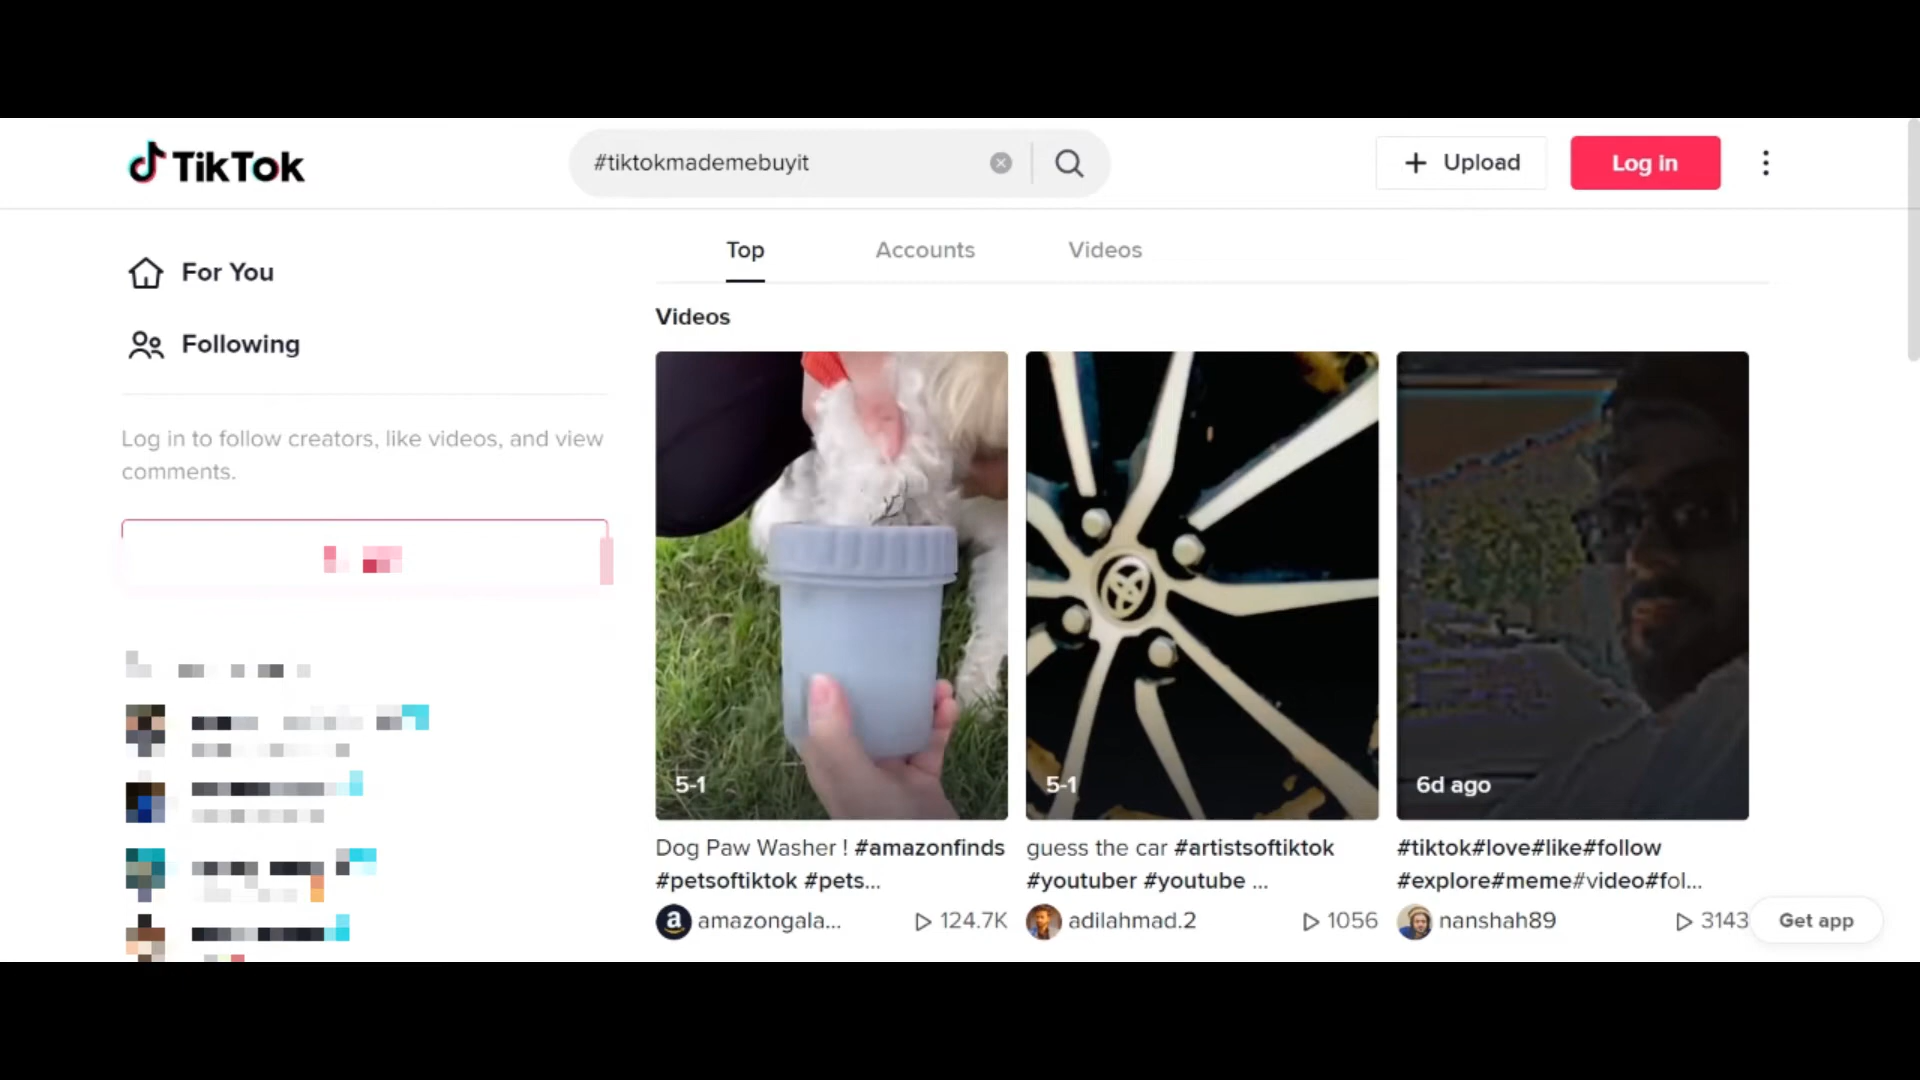 TikTok
#tiktokmademebuyit
Upload
Log in
For You
Following
Log in to follow creators, like videos, and view
comments.
Top
Accounts
Videos
Videos
5-1
5-1
6d ago
Dog Paw Washer ! #amazonfinds
#petsoftiktok #pets...
amazongala...
124.7K
guess the car #artistsoftiktok
#youtuber #youtube ...
adilahmad.2
1056
#tiktok#love#like#follow
#explore#meme#video#fol...
nanshah89
3143
Get app